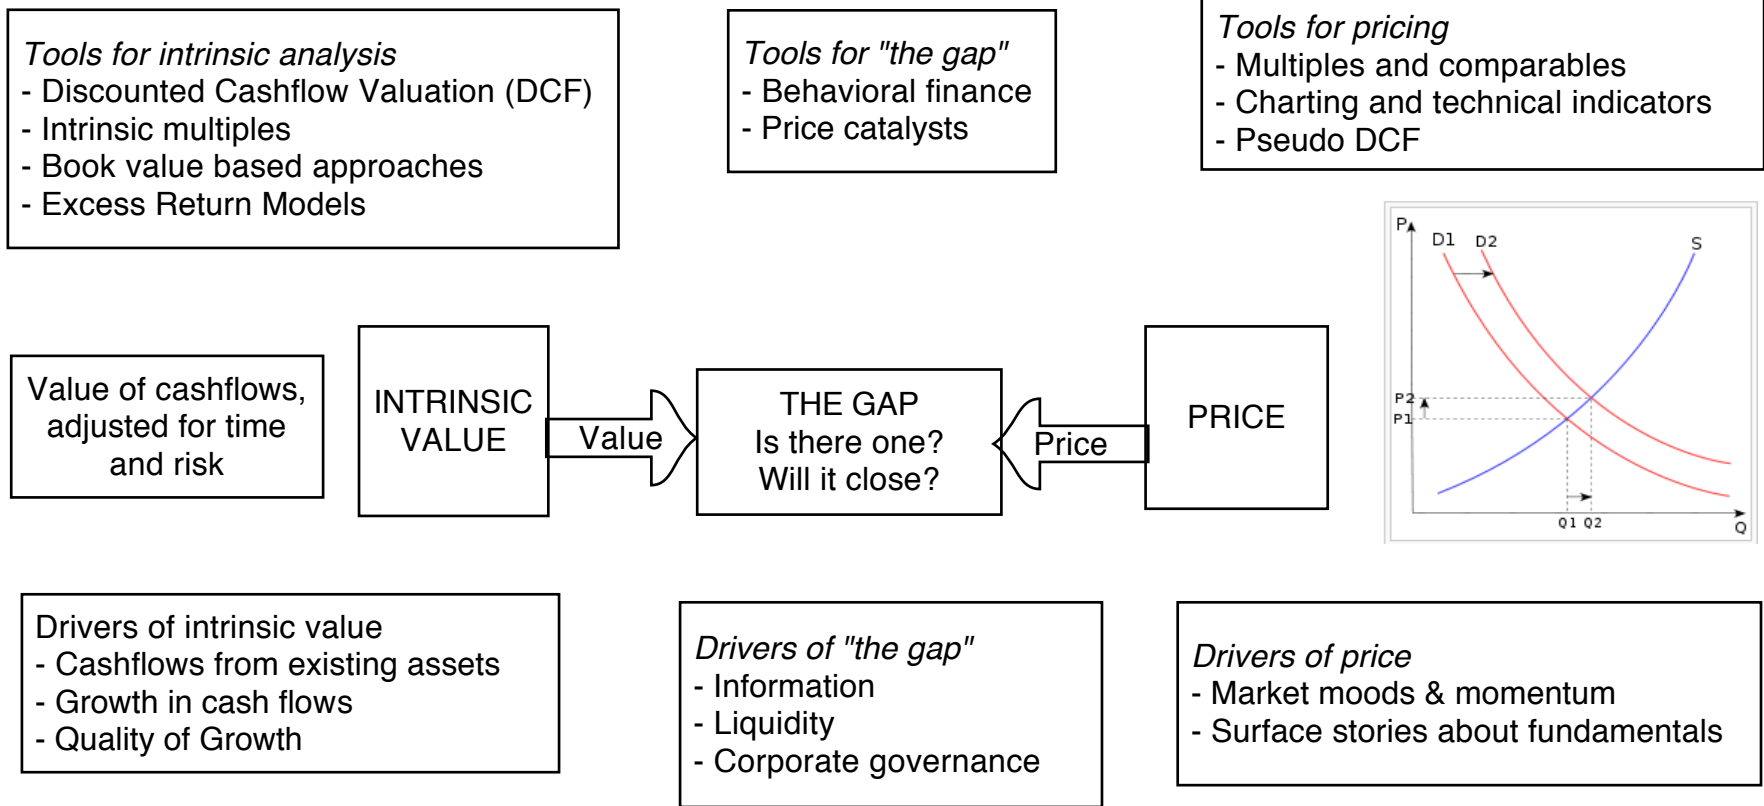 Tools for intrinsic analysis
- Discounted Cashflow Valuation (DCF)
- Intrinsic multiples
- Book value based approaches
- Excess Return Models
Tools for "the gap"
- Behavioral finance
- Price catalysts
Tools for pricing
- Multiples and comparables
- Charting and technical indicators
- Pseudo DCF
Value of cashflows,
adjusted for time
and risk
INTRINSIC
VALUE
Value
THE GAP
Is there one?
Will it close?
Price
PRICE
P
D1
D2
S
P2
P1
Q1
Q2
Q
Drivers of intrinsic value
- Cashflows from existing assets
- Growth in cash flows
- Quality of Growth
Drivers of "the gap"
- Information
- Liquidity
- Corporate governance
Drivers of price
- Market moods & momentum
- Surface stories about fundamentals